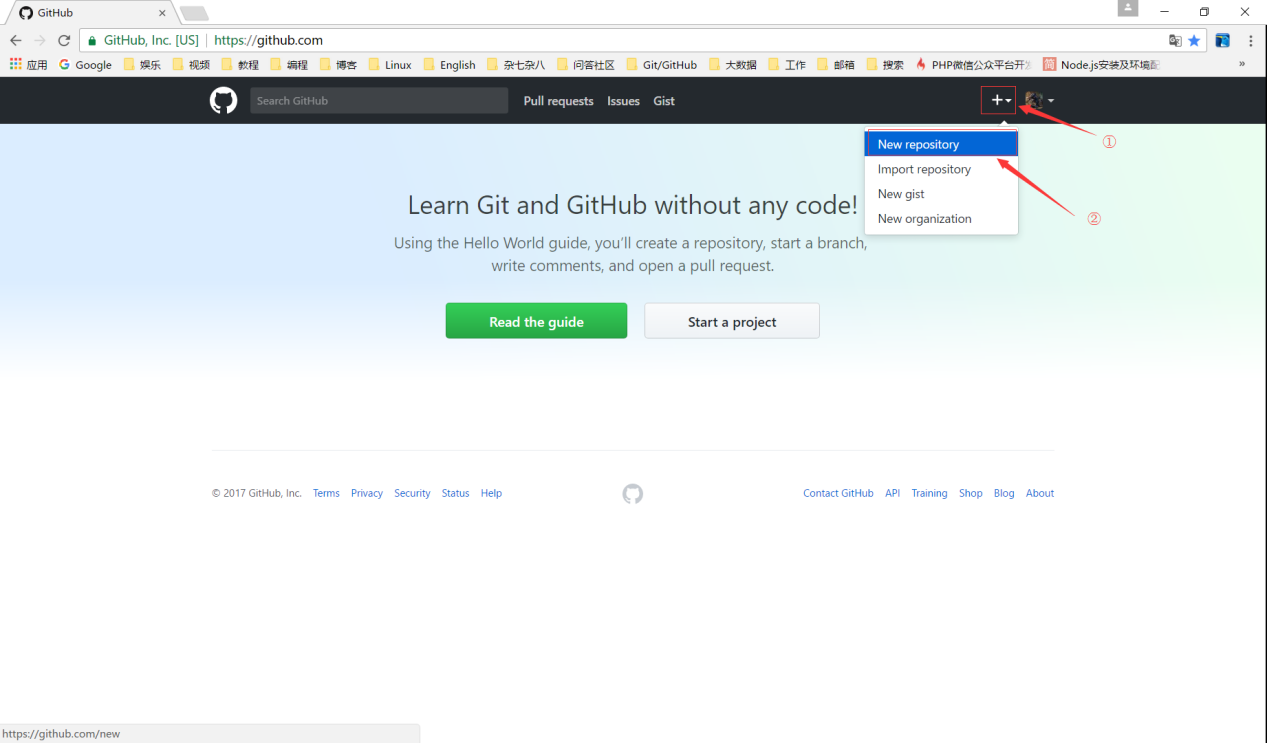 GitHub
GitHub, Inc. [US] | https://github.com
应用 Google 娱乐 视频 教程 编程 博客 Linux English 杂七杂八 问答社区 Git/GitHub 大数据 工作 邮箱 搜索 PHP微信公众平台开发 Node.js安装及环境配 »
Search GitHub Pull requests Issues Gist
①
New repository
Import repository
New gist
New organization
②
Learn Git and GitHub without any code!
Using the Hello World guide, you’ll create a repository, start a branch,
write comments, and open a pull request.
Read the guide Start a project
© 2017 GitHub, Inc. Terms Privacy Security Status Help Contact GitHub API Training Shop Blog About
https://github.com/new